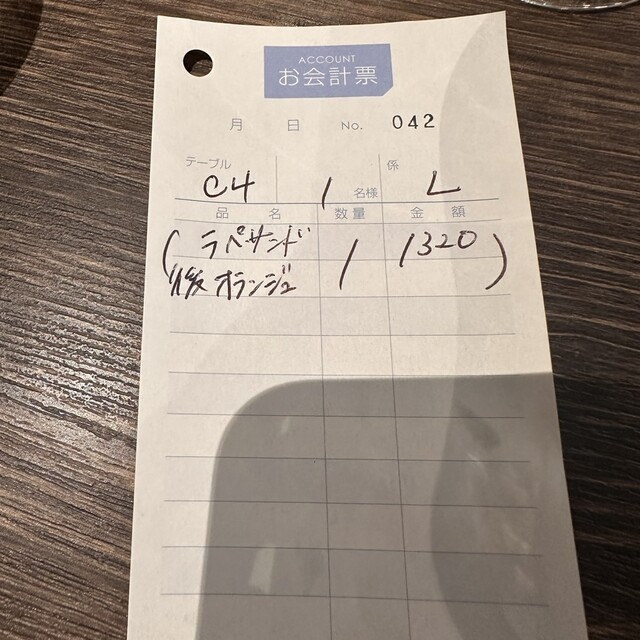 ACCOUNT
お会計票
月 日 No. 042
テーブル 係
C4 1 名様 L
品名 数量 金額
(ラペサンド 1 1320)
後オランジュ